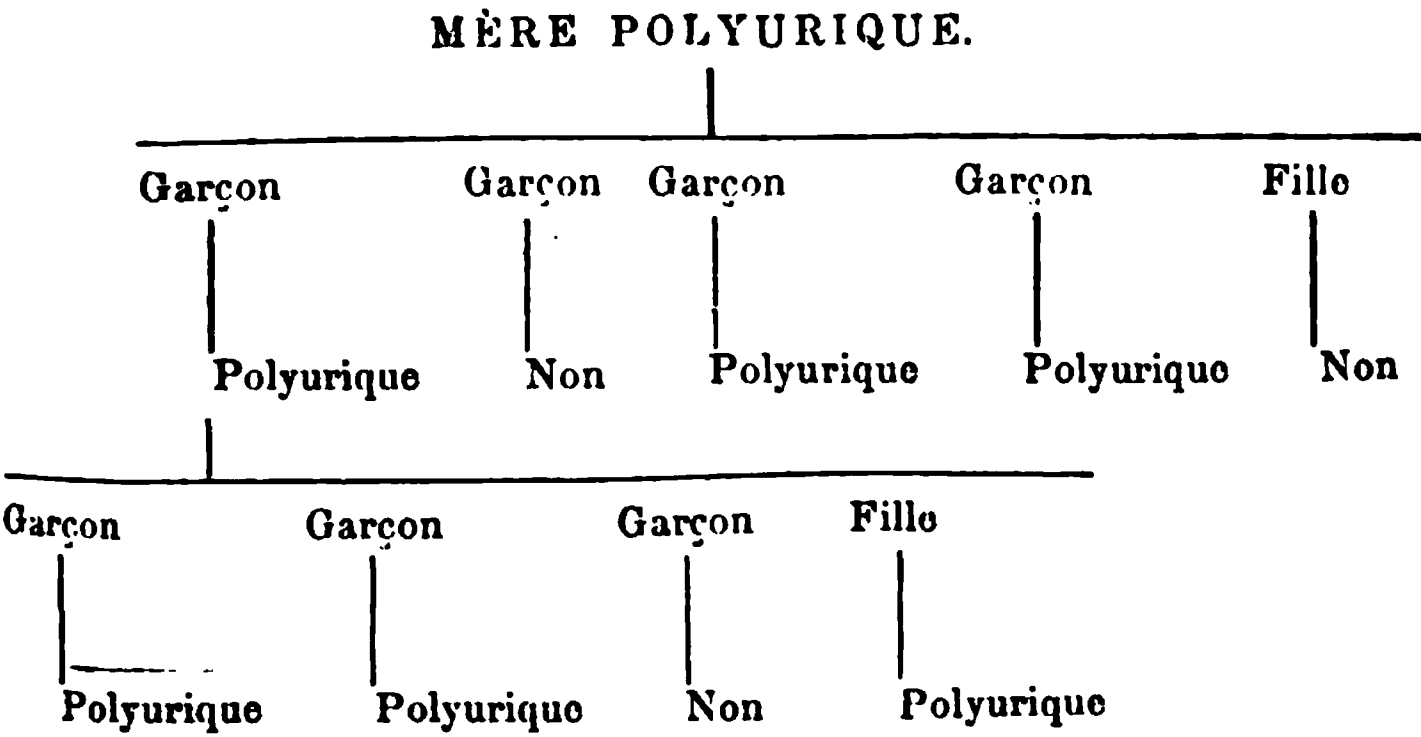 MÈRE POLYURIQUE.
Garçon Garçon Garçon Garçon Fille
Polyurique Non Polyurique Polyurique Non
Garçon Garçon Garçon Fille
Polyurique Polyurique Non Polyurique